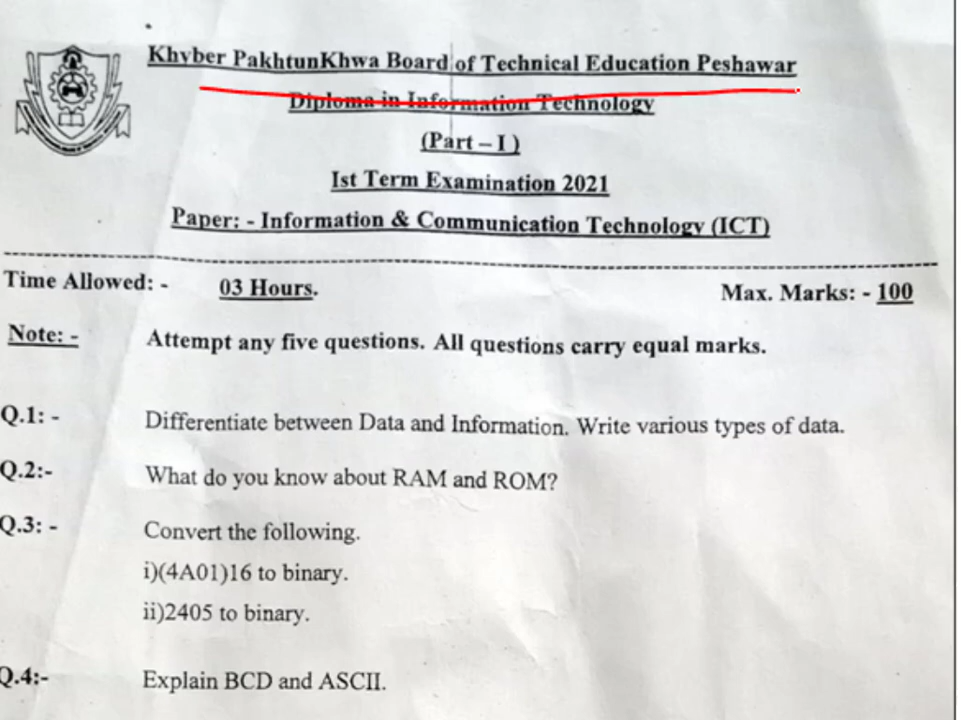 Khyber PakhtunKhwa Board of Technical Education Peshawar
Diploma in Information Technology
(Part – I )
Ist Term Examination 2021
Paper: - Information & Communication Technology (ICT)
Time Allowed: - 03 Hours. Max. Marks: - 100
Note: - Attempt any five questions. All questions carry equal marks.
Q.1: - Differentiate between Data and Information. Write various types of data.
Q.2:- What do you know about RAM and ROM?
Q.3: - Convert the following.
i)(4A01)16 to binary.
ii)2405 to binary.
Q.4:- Explain BCD and ASCII.